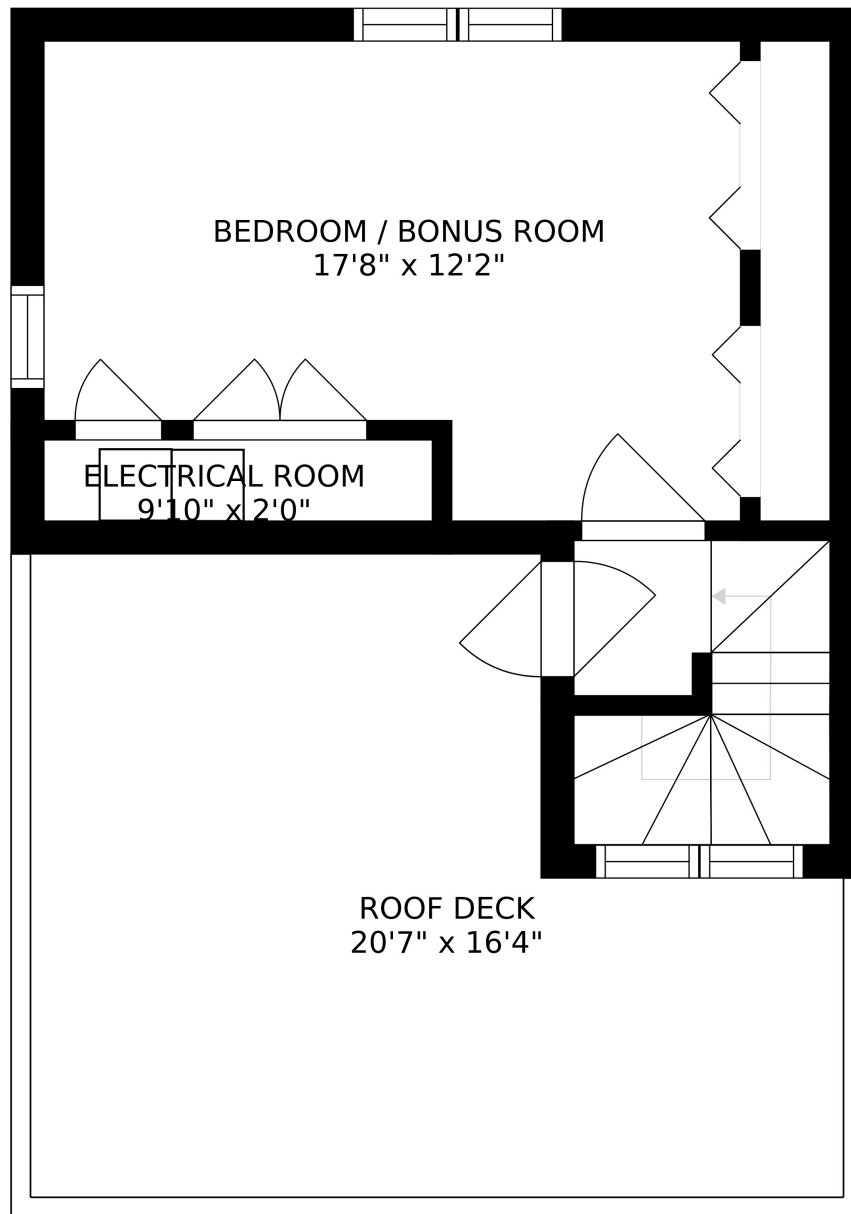 BEDROOM / BONUS ROOM
17'8" x 12'2"
ELECTRICAL ROOM
9'10" x 2'0"
ROOF DECK
20'7" x 16'4"